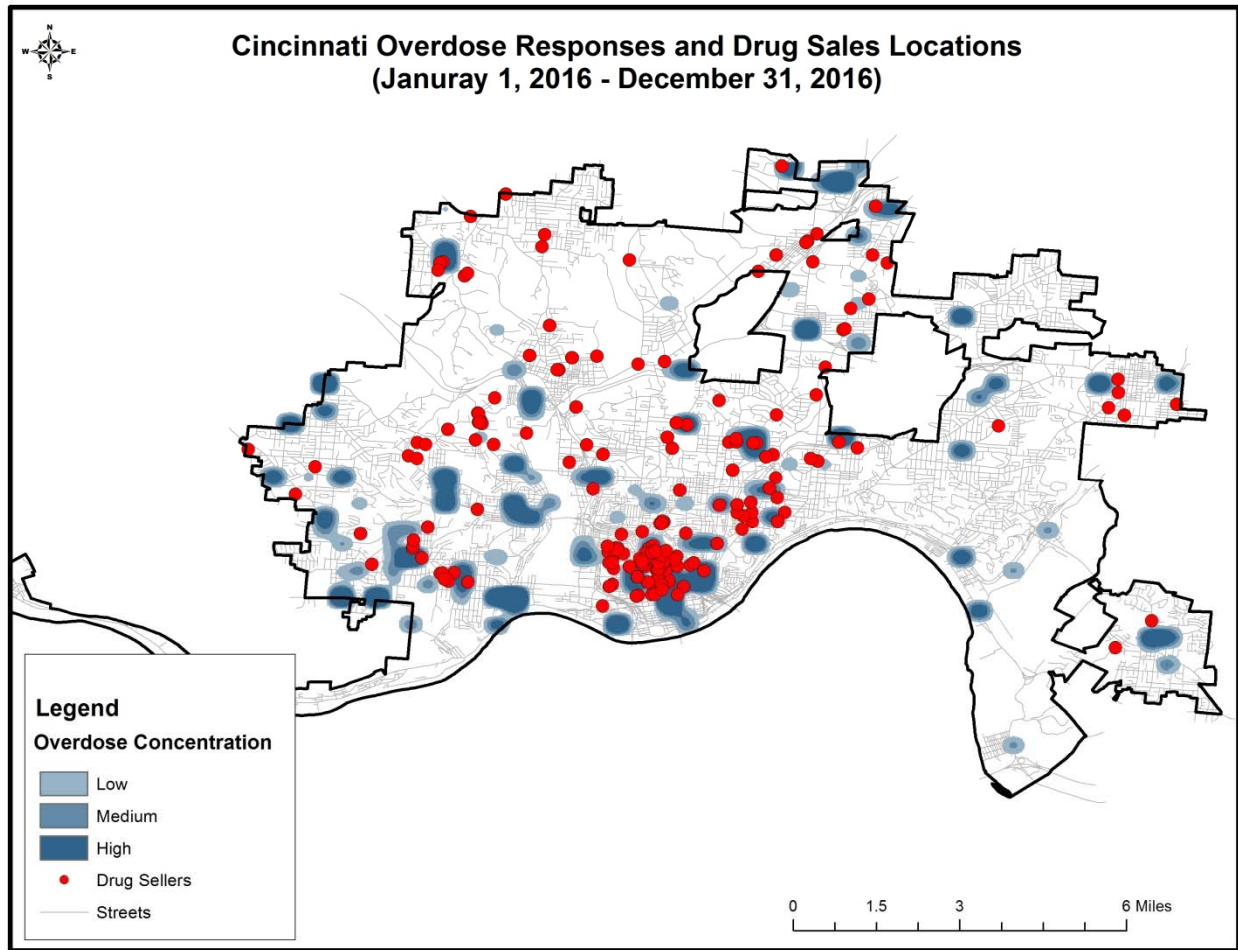 N
W E
S
Cincinnati Overdose Responses and Drug Sales Locations
(Januray 1, 2016 - December 31, 2016)
Legend
Overdose Concentration
Low
Medium
High
Drug Sellers
Streets
0 1.5 3 6 Miles